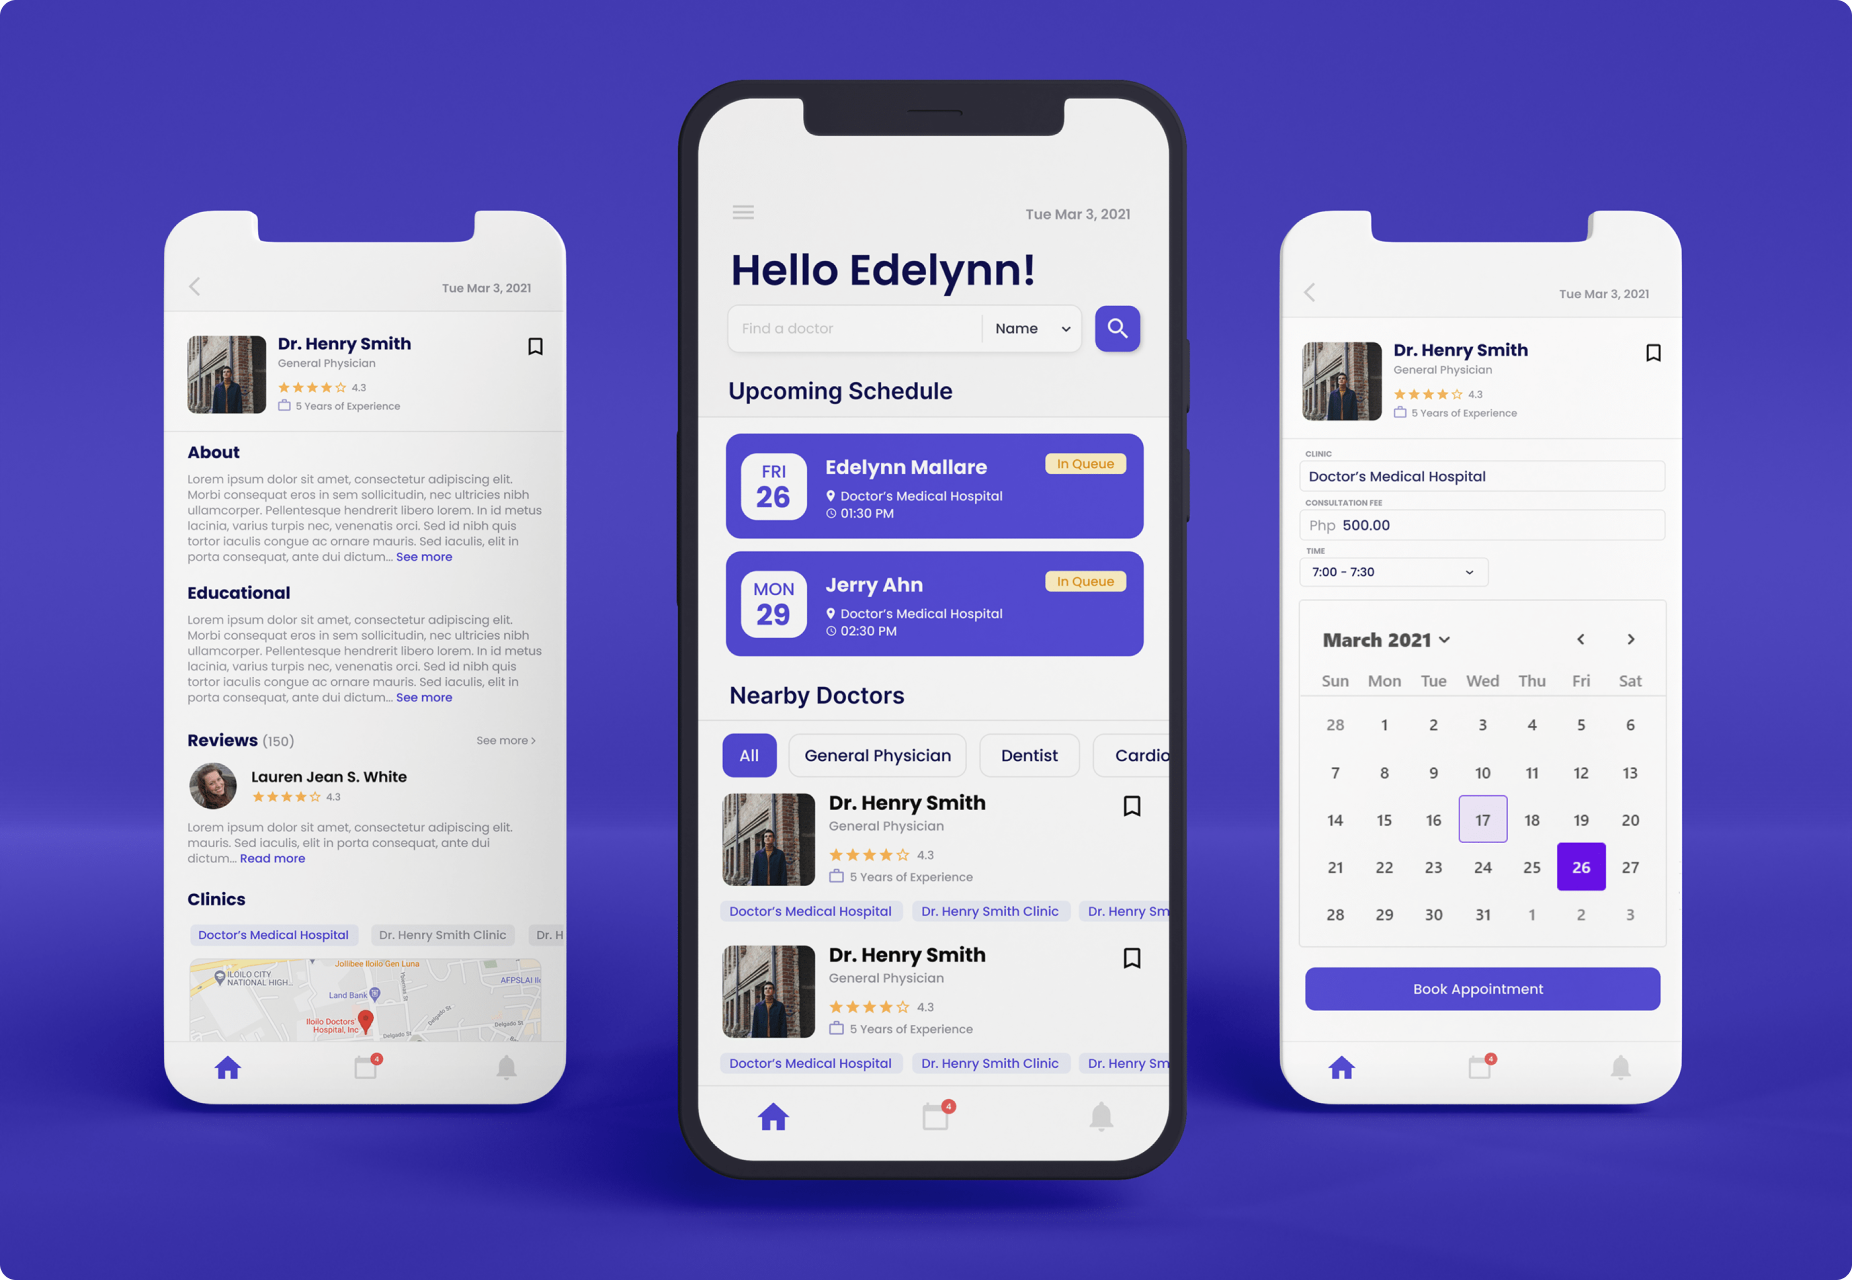 Tue Mar 3, 2021
Dr. Henry Smith
General Physician
4.3
5 Years of Experience
About
Lorem ipsum dolor sit amet, consectetur adipiscing elit.
Morbi consequat eros in sem sollicitudin, nec ultricies nibh
ullamcorper. Pellentesque hendrerit libero lorem. In id metus
lacinia, varius turpis nec, venenatis orci. Sed id nibh quis
tortor iaculis congue ac ornare mauris. Sed iaculis, elit in
porta consequat, ante dui dictum... See more
Educational
Lorem ipsum dolor sit amet, consectetur adipiscing elit.
Morbi consequat eros in sem sollicitudin, nec ultricies nibh
ullamcorper. Pellentesque hendrerit libero lorem. In id metus
lacinia, varius turpis nec, venenatis orci. Sed id nibh quis
tortor iaculis congue ac ornare mauris. Sed iaculis, elit in
porta consequat, ante dui dictum... See more
Reviews (150) See more >
Lauren Jean S. White
4.3
Lorem ipsum dolor sit amet, consectetur adipiscing elit.
mauris. Sed iaculis, elit in porta consequat, ante dui
dictum... Read more
Clinics
Doctor's Medical Hospital Dr. Henry Smith Clinic Dr. H
Jollibee Iloilo Gen Luna
ILOILO CITY
NATIONAL HIGH...
AFPSLAI Il
Land Bank
Iloilo Doctors'
Hospital, Inc
Delgado St
Delgado St
Delgado St
4
Tue Mar 3, 2021
Hello Edelynn!
Find a doctor Name
Upcoming Schedule
FRI
26
Edelynn Mallare
In Queue
Doctor's Medical Hospital
01:30 PM
MON
29
Jerry Ahn
In Queue
Doctor's Medical Hospital
02:30 PM
Nearby Doctors
All General Physician Dentist Cardio
Dr. Henry Smith
General Physician
4.3
5 Years of Experience
Doctor's Medical Hospital Dr. Henry Smith Clinic Dr. Henry Sm
Dr. Henry Smith
General Physician
4.3
5 Years of Experience
Doctor's Medical Hospital Dr. Henry Smith Clinic Dr. Henry Sm
4
Tue Mar 3, 2021
Dr. Henry Smith
General Physician
4.3
5 Years of Experience
CLINIC
Doctor's Medical Hospital
CONSULTATION FEE
Php 500.00
TIME
7:00 - 7:30
March 2021
Sun Mon Tue Wed Thu Fri Sat
28 1 2 3 4 5 6
7 8 9 10 11 12 13
14 15 16 17 18 19 20
21 22 23 24 25 26 27
28 29 30 31 1 2 3
Book Appointment
4